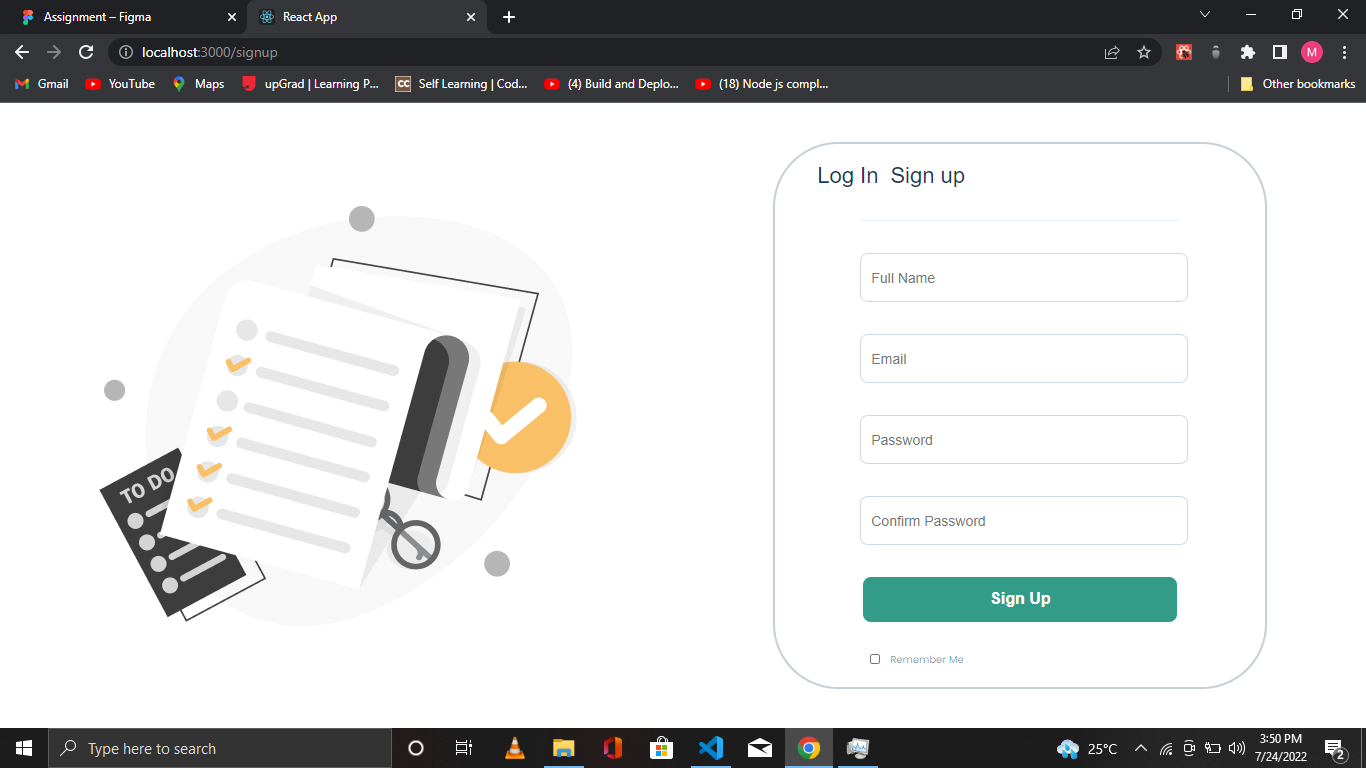 Assignment – Figma
React App
localhost:3000/signup
M
Gmail
YouTube
Maps
upGrad | Learning P...
CC
Self Learning | Cod...
(4) Build and Deplo...
(18) Node js compl...
Other bookmarks
Log In Sign up
Full Name
Email
Password
Confirm Password
Sign Up
Remember Me
TO DO
Type here to search
25°C
3:50 PM
7/24/2022
2